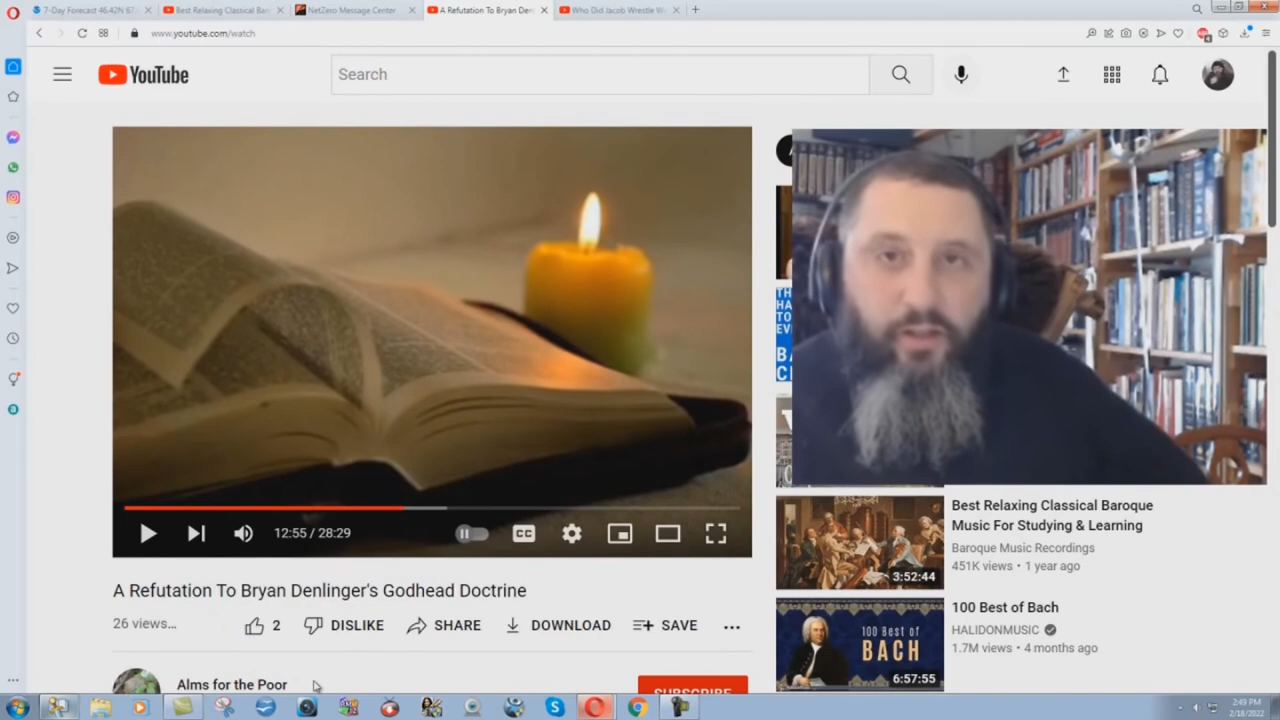 7-Day Forecast 46.42N 67.
Best Relaxing Classical Bar
NetZero Message Center
A Refutation To Bryan Den
Who Did Jacob Wrestle W
www.youtube.com/watch
YouTube
Search
12:55 / 28:29
CC
A Refutation To Bryan Denlinger's Godhead Doctrine
26 views...
2
DISLIKE
SHARE
DOWNLOAD
SAVE
Alms for the Poor
SUBSCRIBE
Best Relaxing Classical Baroque
Music For Studying & Learning
Baroque Music Recordings
451K views • 1 year ago
3:52:44
100 Best of Bach
HALIDONMUSIC
1.7M views • 4 months ago
100 Best of
BACH
6:57:55
2:49 PM
2/18/2022